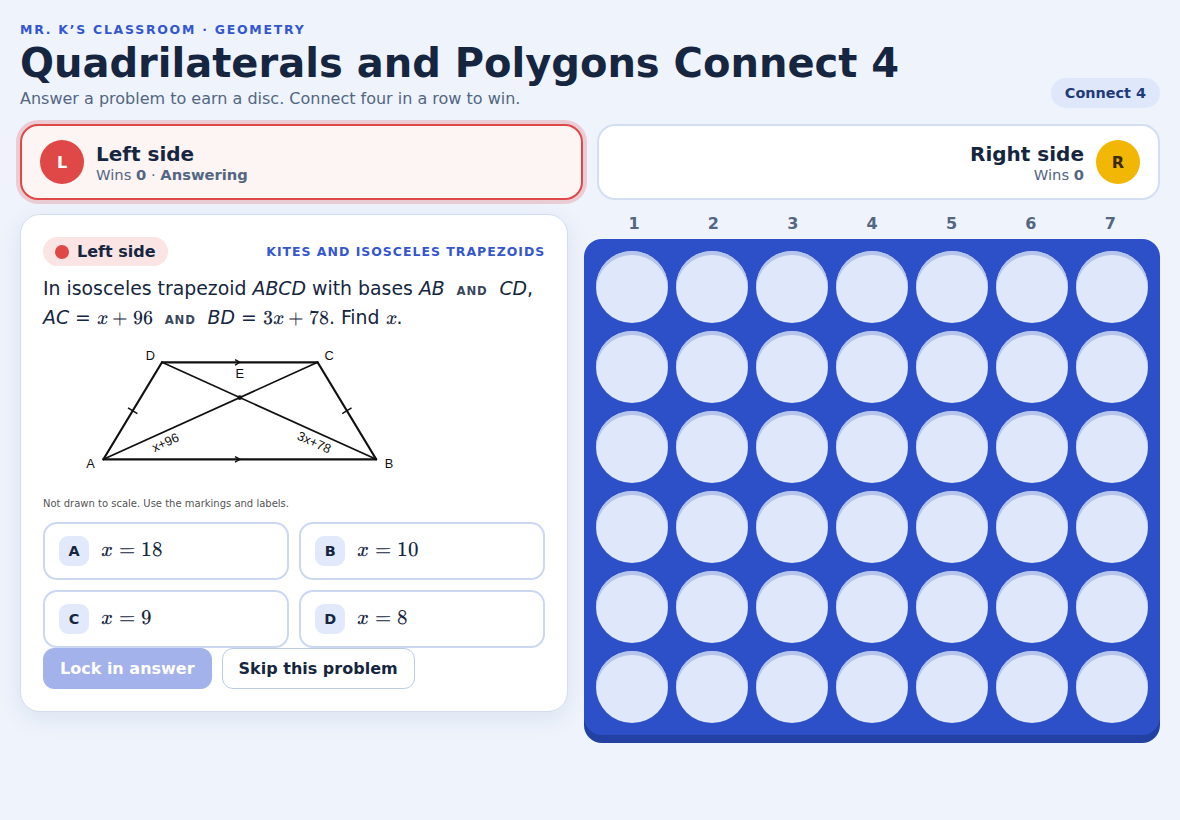 MR. K’S CLASSROOM · GEOMETRY
Quadrilaterals and Polygons Connect 4
Answer a problem to earn a disc. Connect four in a row to win.
Connect 4
L
Left side
Wins 0 · Answering
Right side
Wins 0
R
Left side
KITES AND ISOSCELES TRAPEZOIDS
In isosceles trapezoid ABCD with bases AB AND CD,
AC = x + 96 AND BD = 3x + 78. Find x.
D
C
E
x+96
3x+78
A
B
Not drawn to scale. Use the markings and labels.
A x = 18
B x = 10
C x = 9
D x = 8
Lock in answer
Skip this problem
1 2 3 4 5 6 7